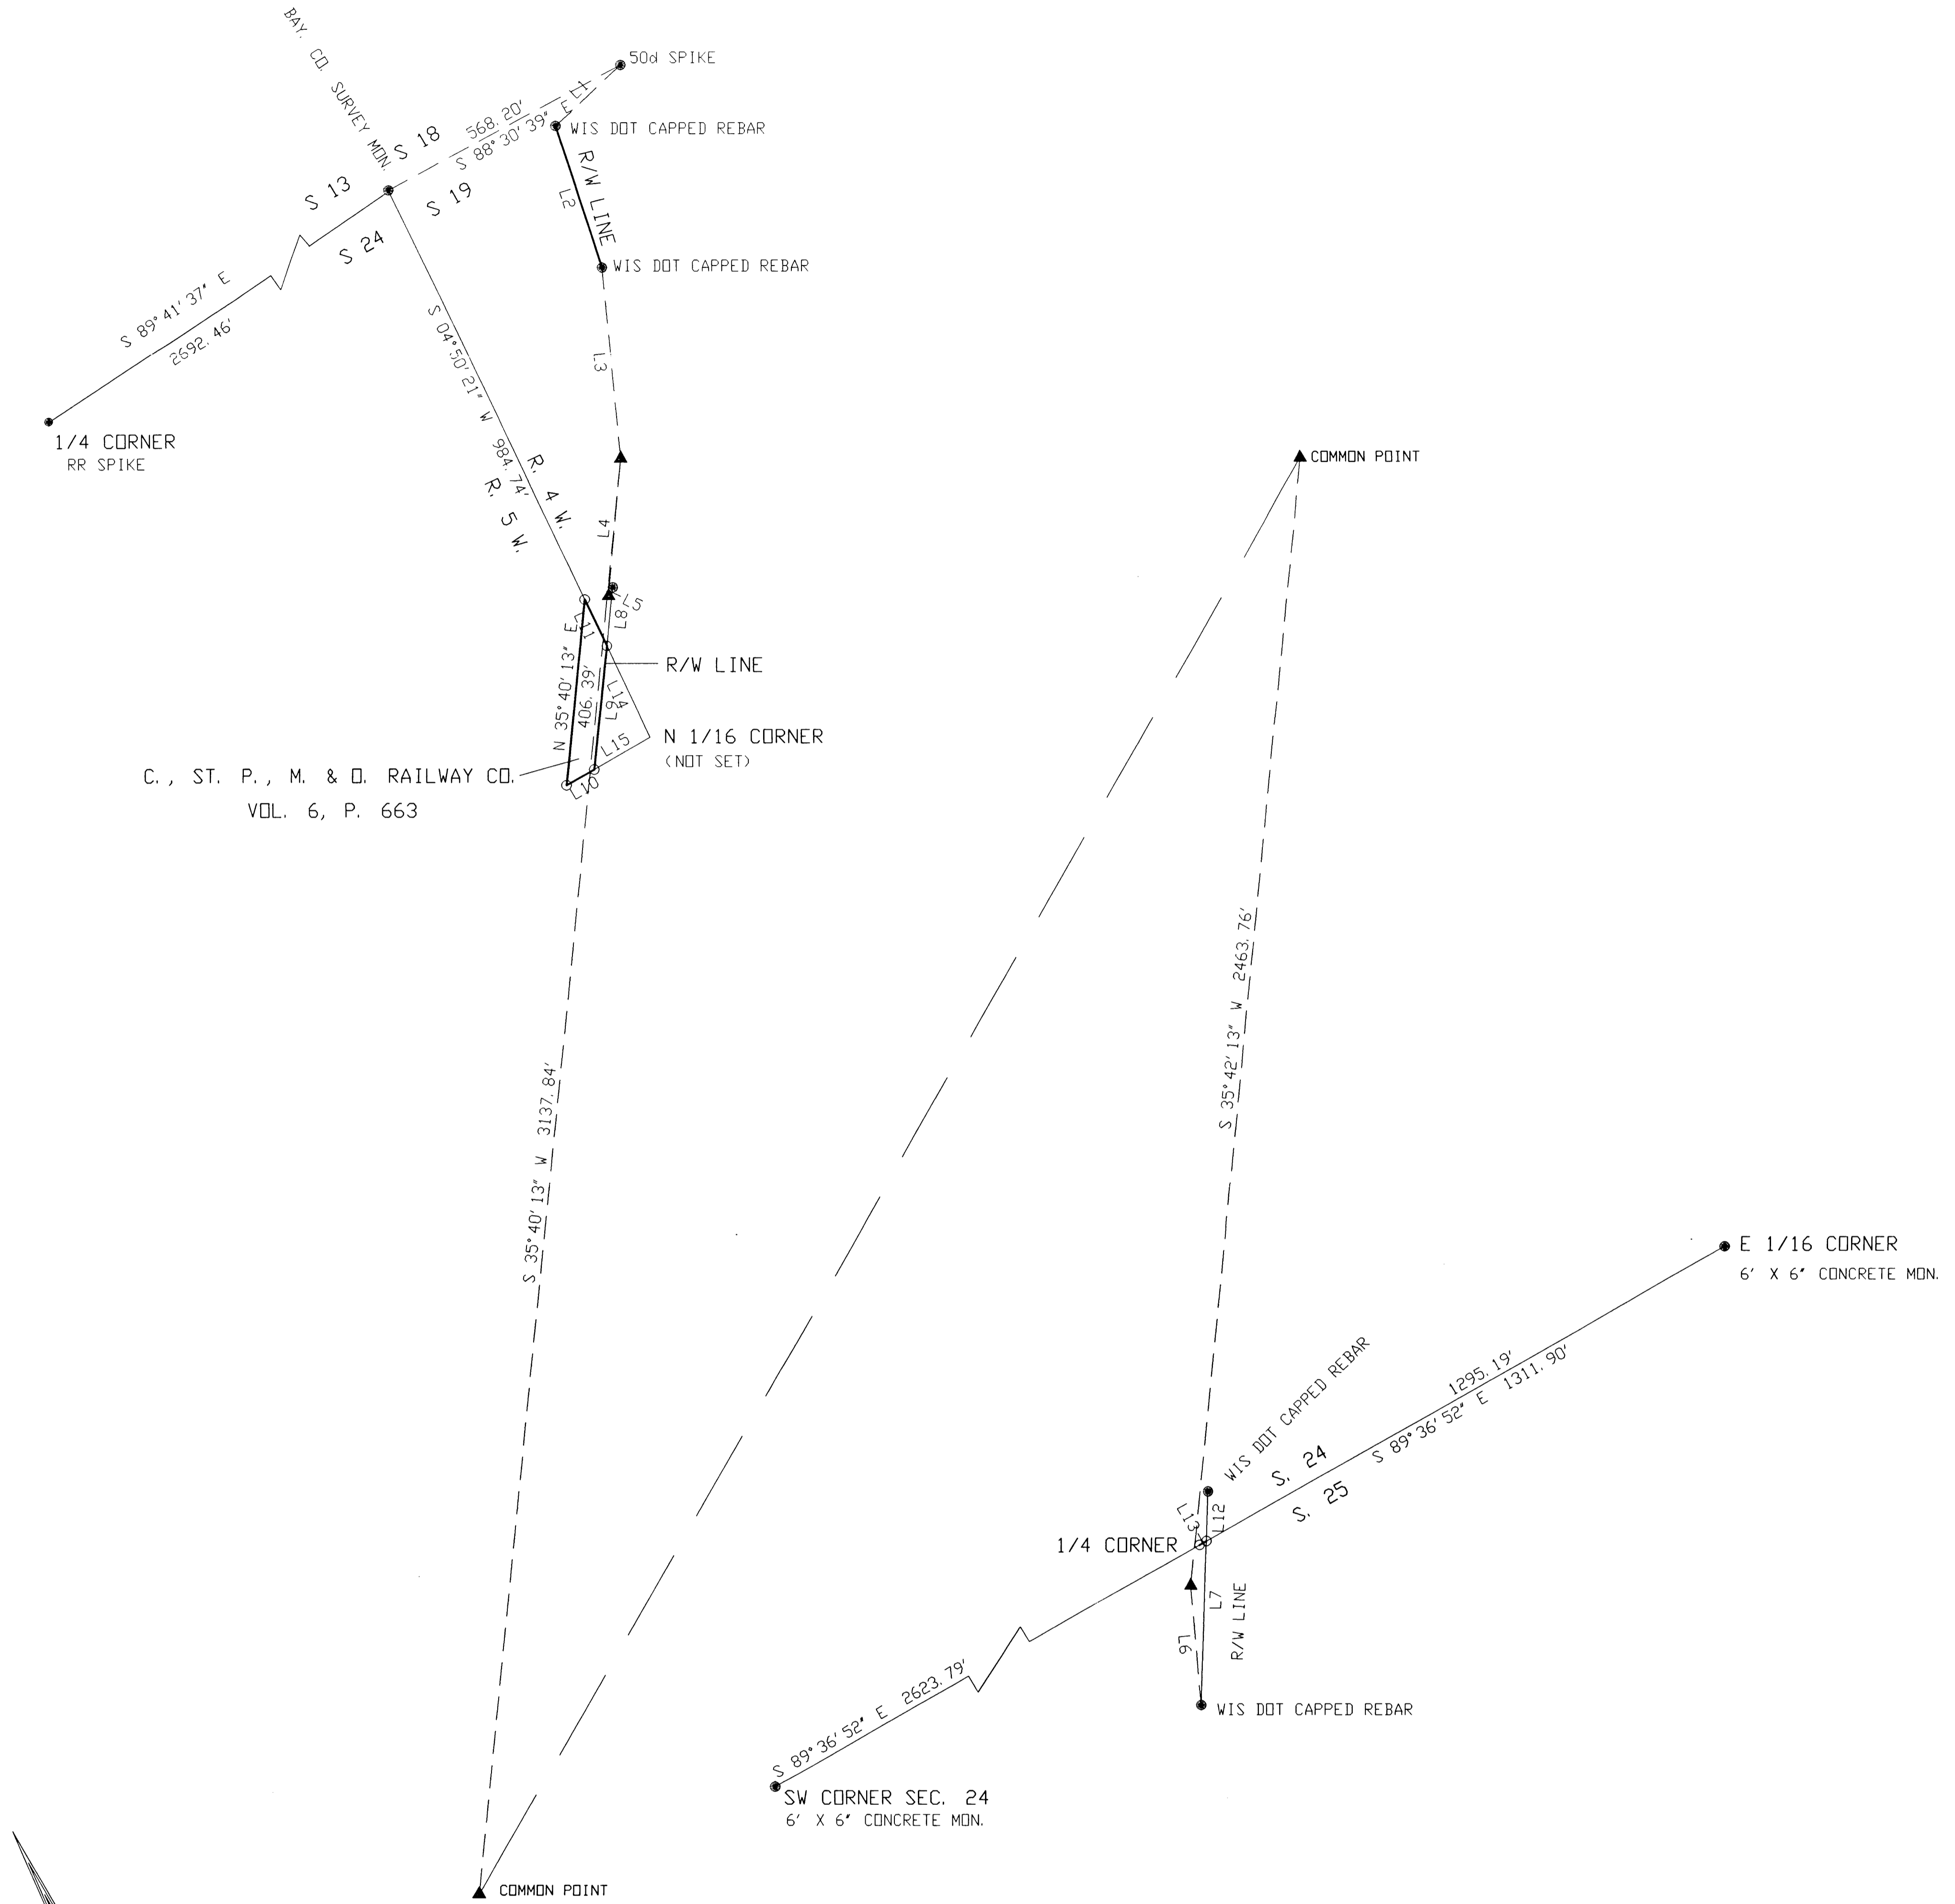 BAY. CO. SURVEY MON.
50d SPIKE
568.20'
S 88°30'39" E
L1
WIS DOT CAPPED REBAR
S 18
S 13
S 19
S 24
R/W LINE
L2
WIS DOT CAPPED REBAR
S 89°41'37" E
2692.46'
L3
S 04°50'21" W 984.74'
1/4 CORNER
RR SPIKE
R. 4 W.
R. 5 W.
COMMON POINT
L4
L5
L8
L11
N 35°40'13" E
406.39'
R/W LINE
L14
L9
L15
N 1/16 CORNER
(NOT SET)
C., ST. P., M. & O. RAILWAY CO.
L10
VOL. 6, P. 663
S 35°42'13" W 2463.76'
S 35°40'13" W 3137.84'
E 1/16 CORNER
6' X 6" CONCRETE MON.
WIS DOT CAPPED REBAR
1295.19'
S 89°36'52" E 1311.90'
S. 24
S. 25
L13
L12
1/4 CORNER
L7
R/W LINE
L6
S 89°36'52" E 2623.79'
WIS DOT CAPPED REBAR
SW CORNER SEC. 24
6' X 6" CONCRETE MON.
COMMON POINT